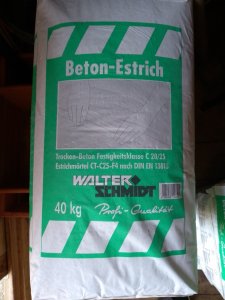 Beton-Estrich
Trocken-Beton Festigkeitsklasse C 20/25
Estrichmörtel CT-C25-F4 nach DIN EN 13813
WALTER
SCHMIDT
40 kg Profi-Qualität